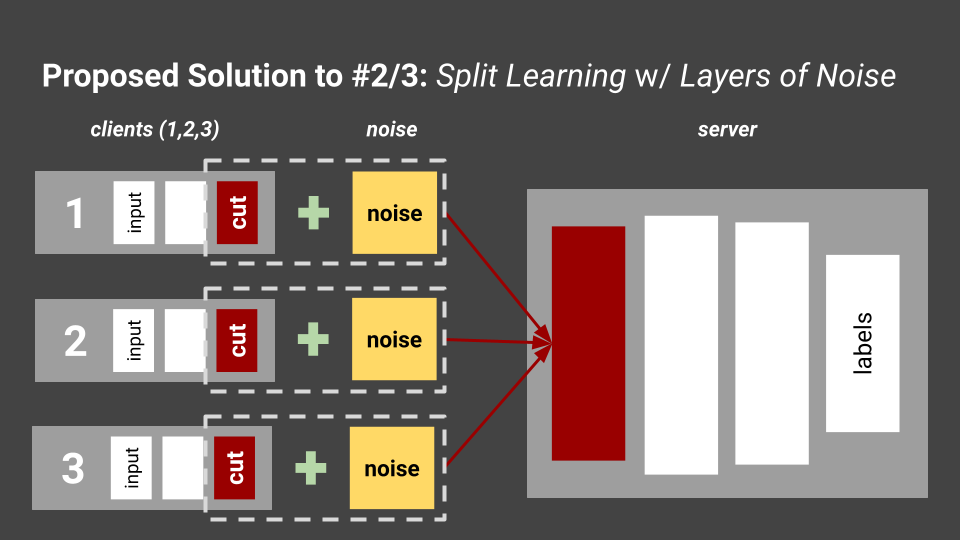 Proposed Solution to #2/3: Split Learning w/ Layers of Noise
clients (1,2,3)
noise
server
1
input
cut
noise
2
input
cut
noise
3
input
cut
noise
labels